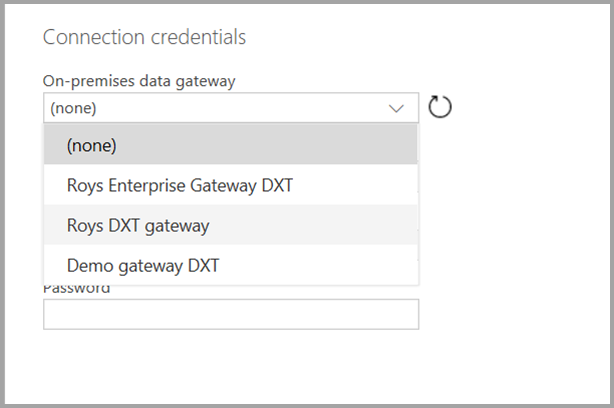 Connection credentials
On-premises data gateway
(none)
(none)
Roys Enterprise Gateway DXT
Roys DXT gateway
Demo gateway DXT
Password